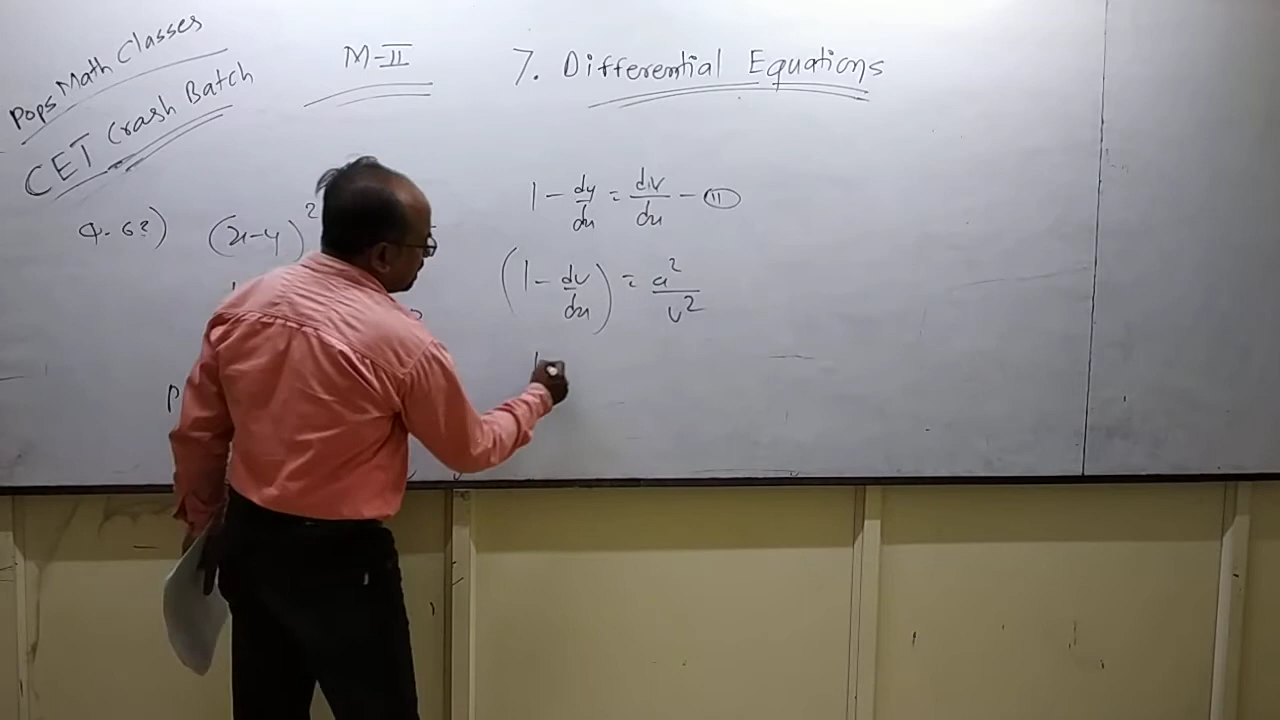 Pops Math Classes
CET Crash Batch
M-II
7. Differential Equations
Q. 6?) (x-y)²
1 - dy/dx = dv/dx - II
(1 - dv/dx) = a²/v²